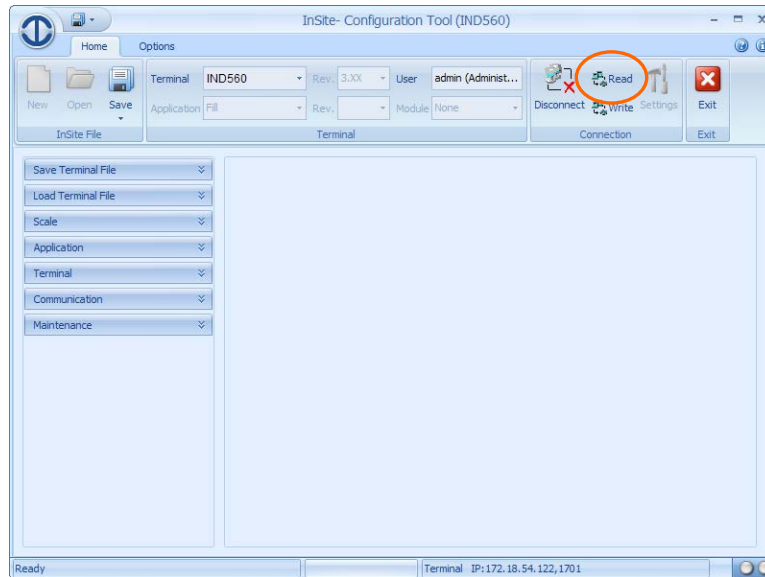 InSite- Configuration Tool (IND560)
Home Options
Terminal IND560 Rev. 3.XX User admin (Administ... Read
New Open Save Application Fill Rev. Module None Disconnect Write Settings Exit
InSite File Terminal Connection Exit
Save Terminal File
Load Terminal File
Scale
Application
Terminal
Communication
Maintenance
Ready Terminal IP:172.18.54.122,1701